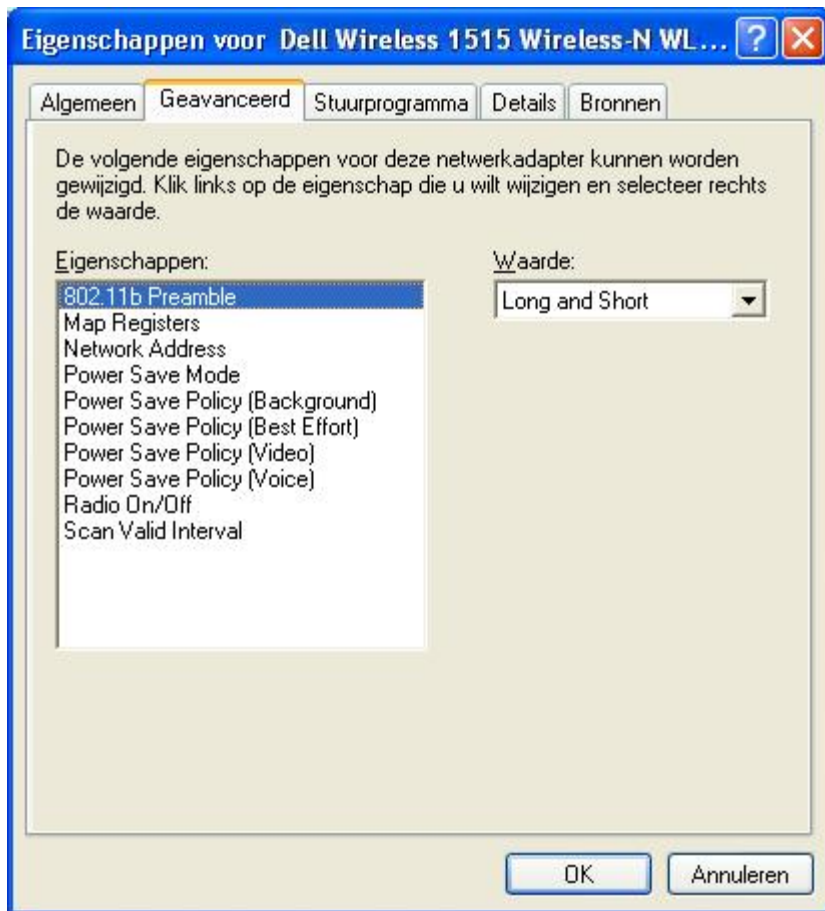 Eigenschappen voor Dell Wireless 1515 Wireless-N WL...
Algemeen
Geavanceerd
Stuurprogramma
Details
Bronnen
De volgende eigenschappen voor deze netwerkadapter kunnen worden
gewijzigd. Klik links op de eigenschap die u wilt wijzigen en selecteer rechts
de waarde.
Eigenschappen:
Waarde:
802.11b Preamble
Long and Short
Map Registers
Network Address
Power Save Mode
Power Save Policy (Background)
Power Save Policy (Best Effort)
Power Save Policy (Video)
Power Save Policy (Voice)
Radio On/Off
Scan Valid Interval
OK
Annuleren